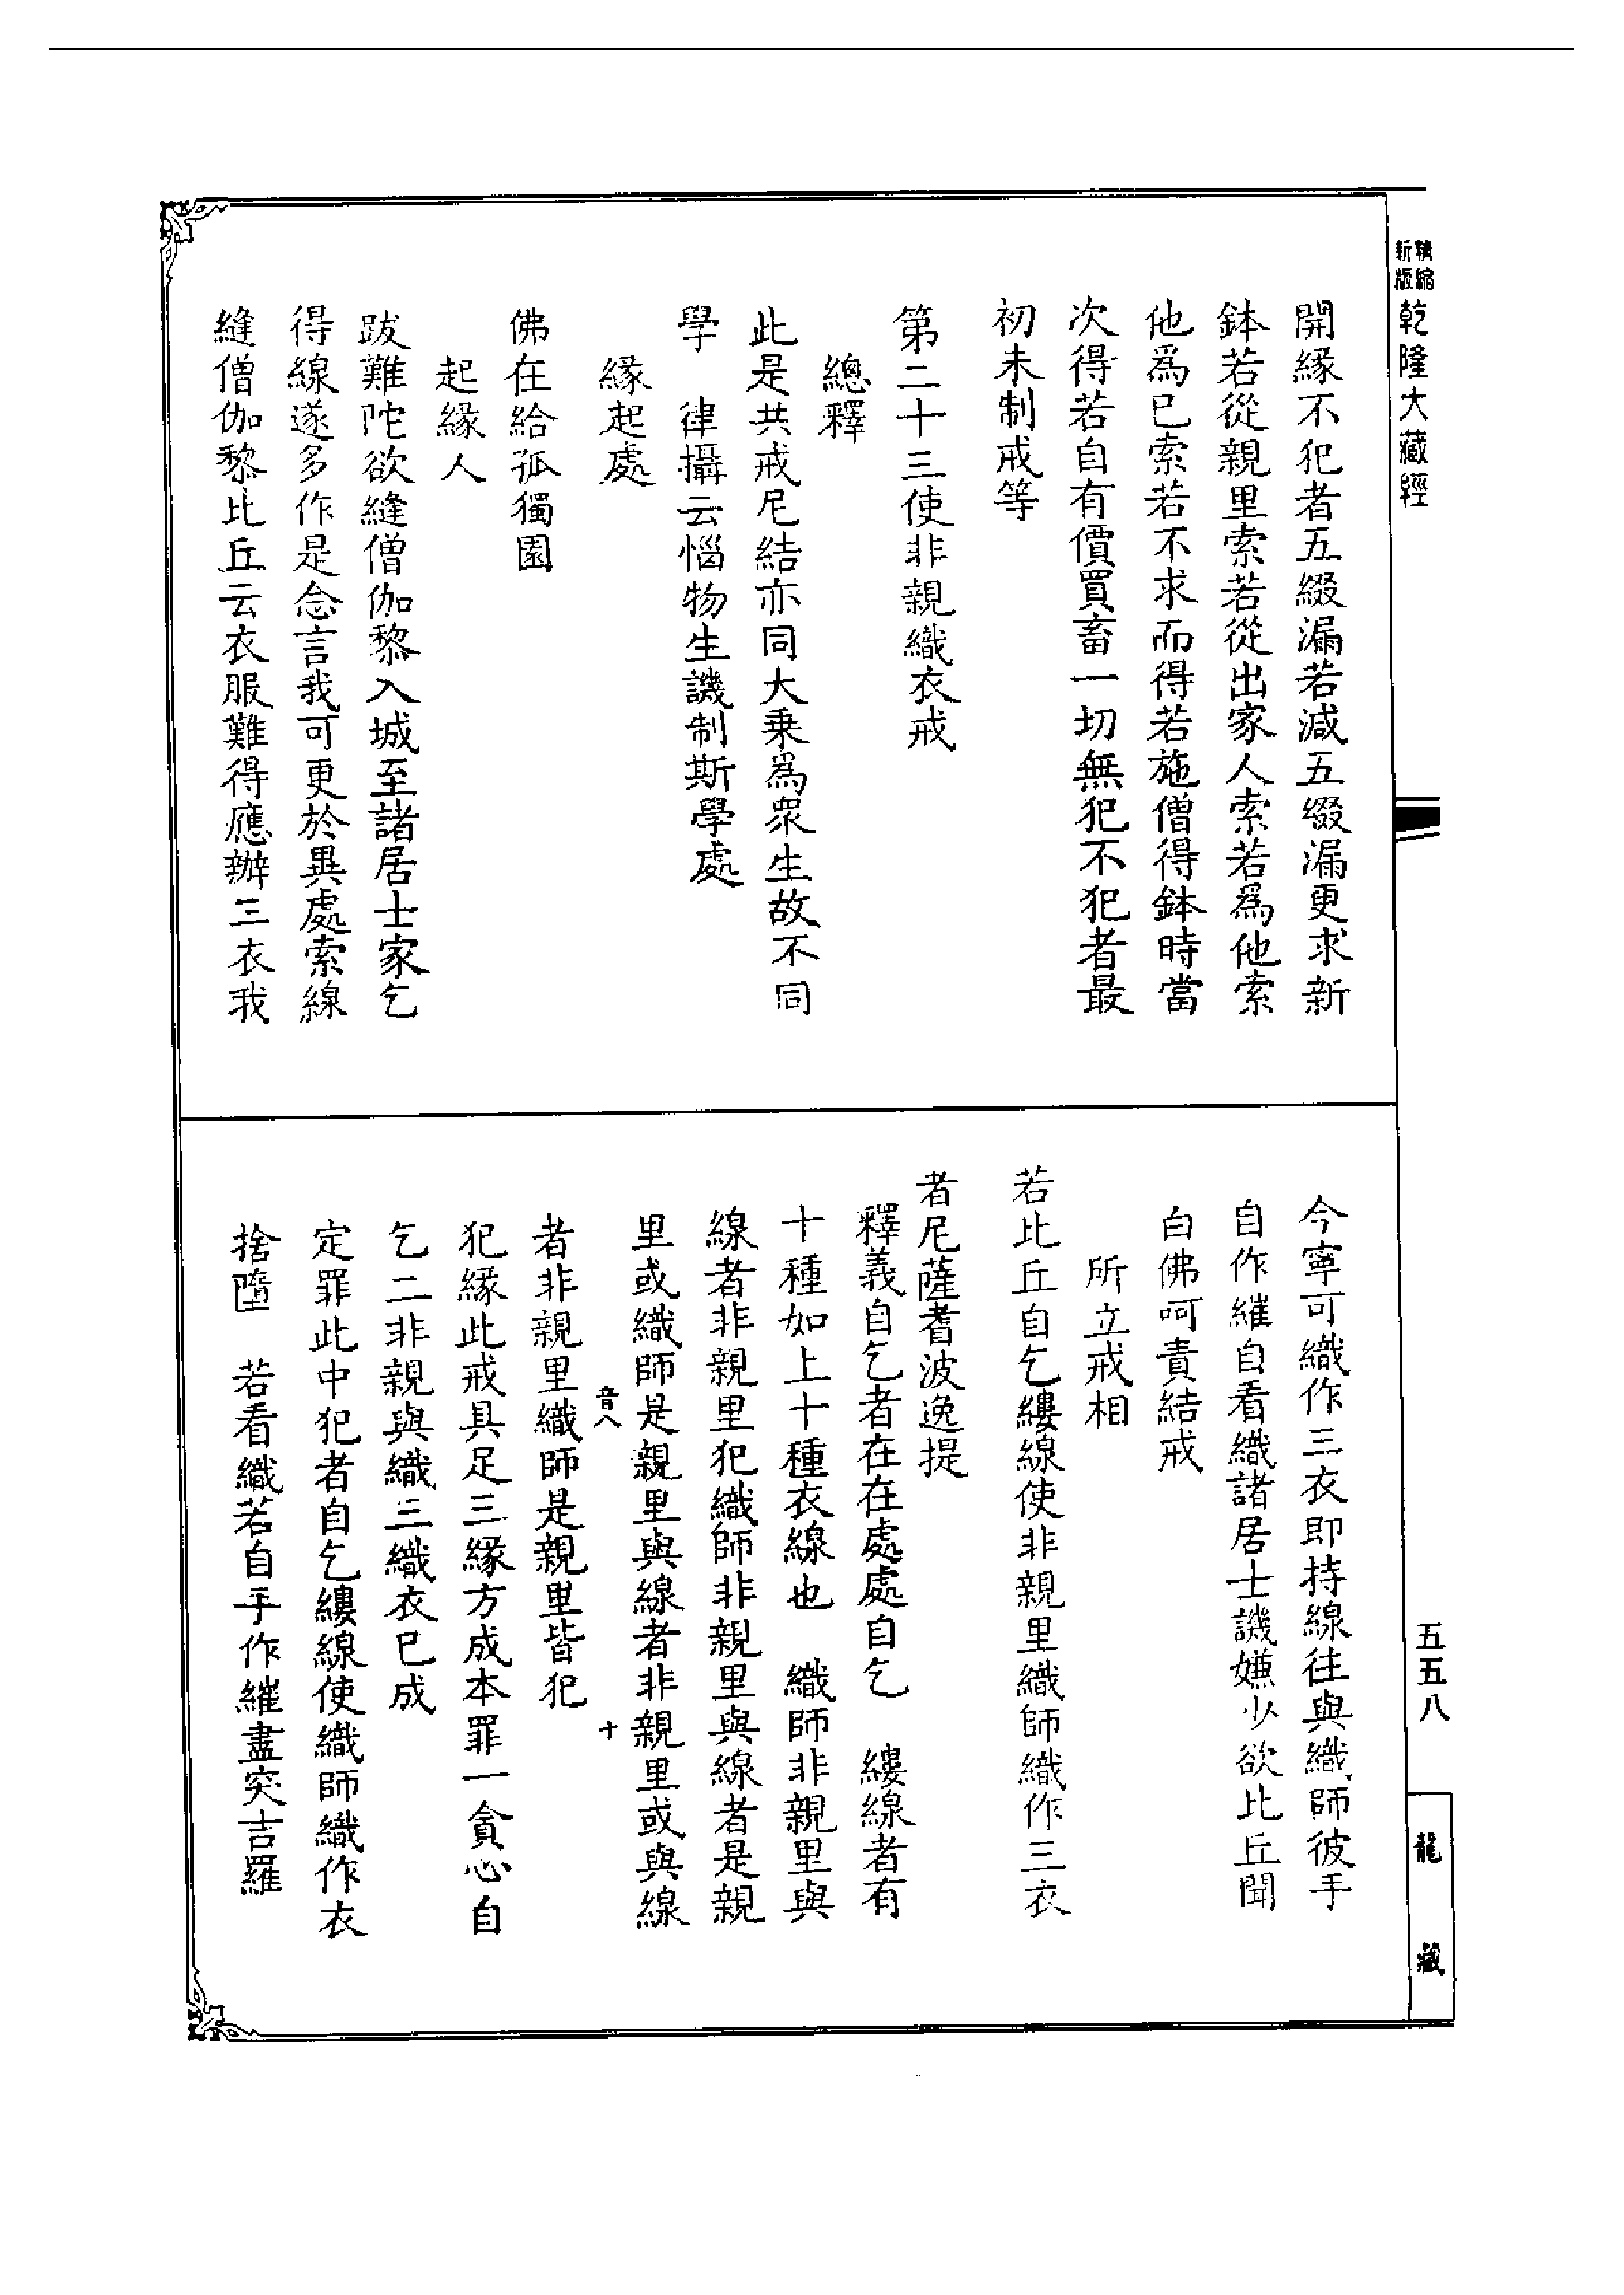 精縮新版乾隆大藏經
開緣不犯者五綴漏若減五綴漏更求新
鉢若從親里索若從出家人索若爲他索
他爲已索若不求而得若施僧得鉢時當
次得若自有價買畜一切無犯不犯者最
初未制戒等
第二十三使非親織衣戒
總釋
此是共戒尼結亦同大乗爲衆生故不同
學　律攝云惱物生譏制斯學處
緣起處
佛在給孤獨園
起緣人
跋難陀欲縫僧伽黎入城至諸居士家乞
得線遂多作是念言我可更於異處索線
縫僧伽黎比丘云衣服難得應辦三衣我
今寧可織作三衣即持線往與織師彼手
自作繀自看織諸居士譏嫌少欲比丘聞
白佛呵責結戒
所立戒相
若比丘自乞縷線使非親里織師織作三衣
者尼薩耆波逸提
釋義自乞者在在處處自乞　縷線者有
十種如上十種衣線也　織師非親里與
線者非親里犯織師非親里與線者是親
里或織師是親里與線者非親里或與線
音八　十
者非親里織師是親里皆犯
犯緣此戒具足三緣方成本罪一貪心自
乞二非親與織三織衣已成
定罪此中犯者自乞縷線使織師織作衣
捨墮　若看織若自手作繀盡突吉羅
五五八
龍藏